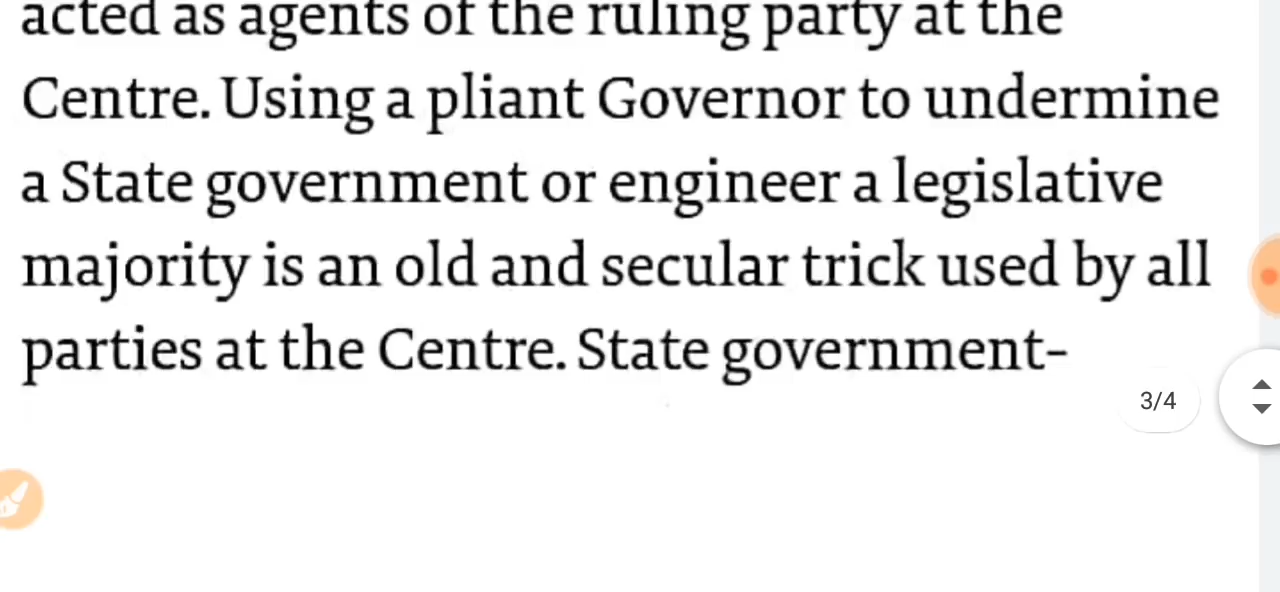 acted as agents of the ruling party at the
Centre. Using a pliant Governor to undermine
a State government or engineer a legislative
majority is an old and secular trick used by all
parties at the Centre. State government-
3/4